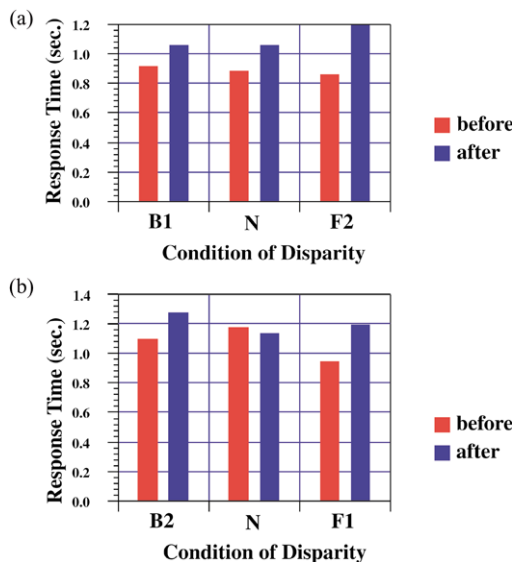 (a)
Response Time (sec.)
1.2
1.0
0.8
0.6
0.4
0.2
0.0
B1 N F2
Condition of Disparity
before
after
(b)
Response Time (sec.)
1.4
1.2
1.0
0.8
0.6
0.4
0.2
0.0
B2 N F1
Condition of Disparity
before
after